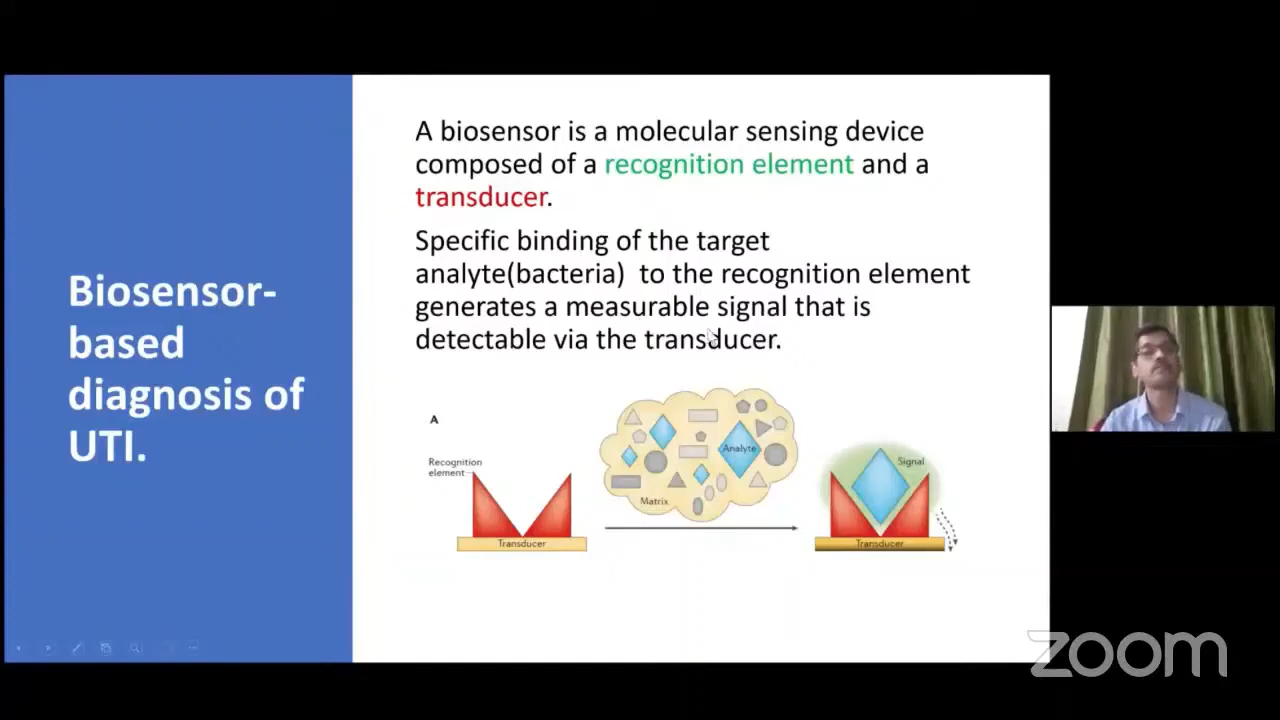 Biosensor-
based
diagnosis of
UTI.
A biosensor is a molecular sensing device
composed of a recognition element and a
transducer.
Specific binding of the target
analyte(bacteria)  to the recognition element
generates a measurable signal that is
detectable via the transducer.
A
Recognition
element
Transducer
Analyte
Matrix
Signal
Transducer
zoom